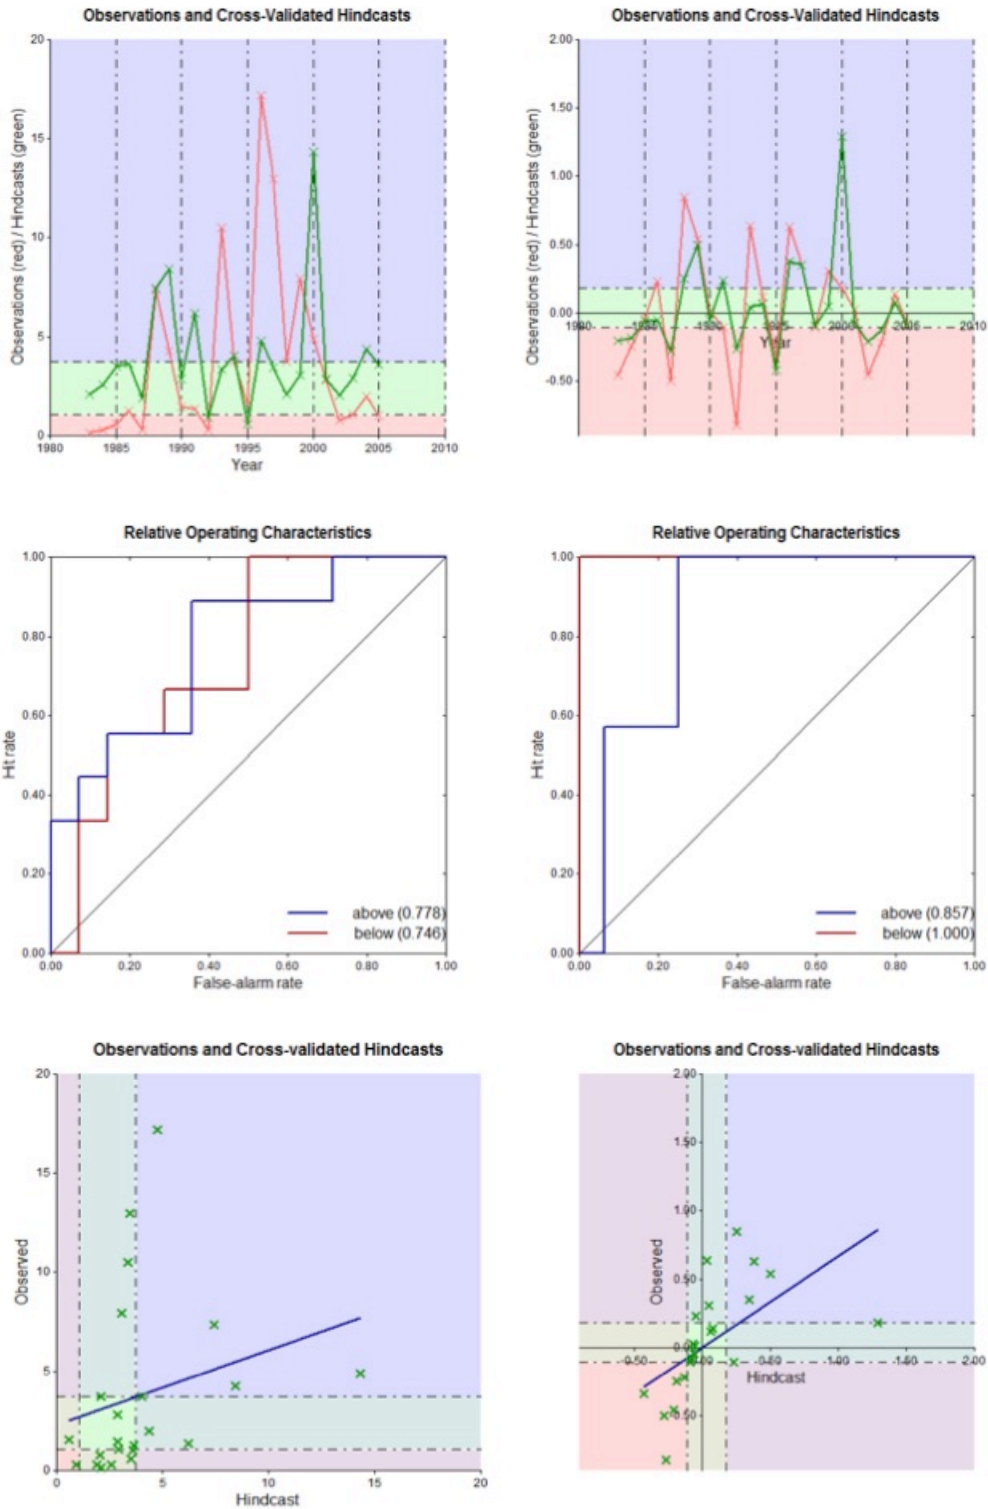 Observations and Cross-Validated Hindcasts
20
15
10
5
0
Observations (red) / Hindcasts (green)
1980 1985 1990 1995 2000 2005 2010
Year
Observations and Cross-Validated Hindcasts
2.00
1.50
1.00
0.50
0.00
-0.50
Observations (red) / Hindcasts (green)
2000 2010
Year
Relative Operating Characteristics
1.00
0.80
0.60
0.40
0.20
0.00
Hit rate
above (0.778)
below (0.746)
0.00 0.20 0.40 0.60 0.80 1.00
False-alarm rate
Relative Operating Characteristics
1.00
0.80
0.60
0.40
0.20
0.00
Hit rate
above (0.857)
below (1.000)
0.00 0.20 0.40 0.60 0.80 1.00
False-alarm rate
Observations and Cross-validated Hindcasts
20
15
10
5
0
Observed
0 5 10 15 20
Hindcast
Observations and Cross-validated Hindcasts
2.00
1.50
1.00
0.50
Observed
-0.50 0.50 1.00 1.50 2.00
Hindcast